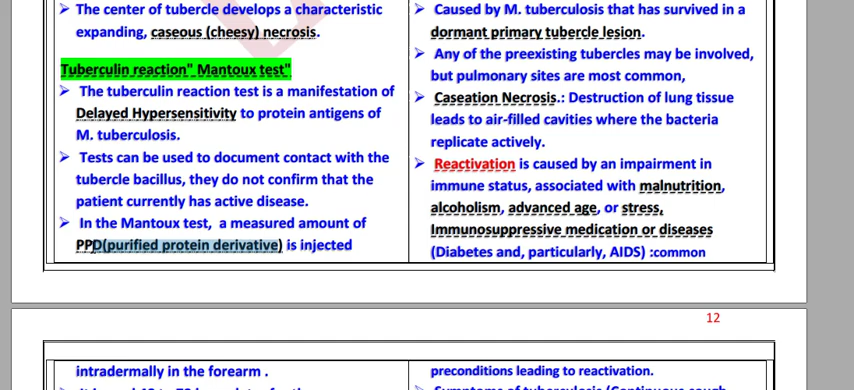 ➢ The center of tubercle develops a characteristic
expanding, caseous (cheesy) necrosis.
Tuberculin reaction" Mantoux test"
➢ The tuberculin reaction test is a manifestation of
Delayed Hypersensitivity to protein antigens of
M. tuberculosis.
➢ Tests can be used to document contact with the
tubercle bacillus, they do not confirm that the
patient currently has active disease.
➢ In the Mantoux test, a measured amount of
PPD(purified protein derivative) is injected
➢ Caused by M. tuberculosis that has survived in a
dormant primary tubercle lesion.
➢ Any of the preexisting tubercles may be involved,
but pulmonary sites are most common,
➢ Caseation Necrosis.: Destruction of lung tissue
leads to air-filled cavities where the bacteria
replicate actively.
➢ Reactivation is caused by an impairment in
immune status, associated with malnutrition,
alcoholism, advanced age, or stress,
Immunosuppressive medication or diseases
(Diabetes and, particularly, AIDS) :common
12
intradermally in the forearm .
preconditions leading to reactivation.
➢ Symptoms of tuberculosis (Continuous cough